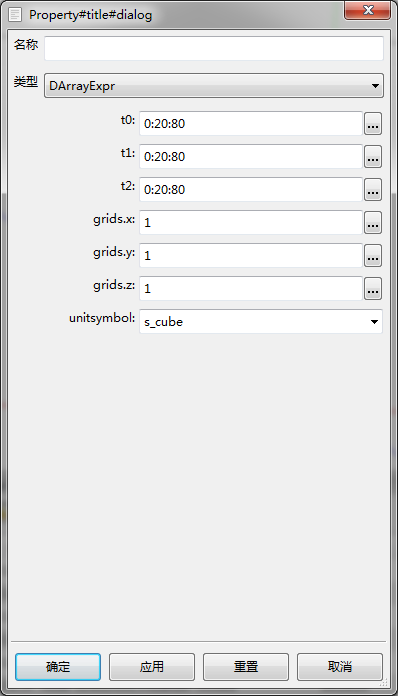 Property#title#dialog
名称
类型 DArrayExpr
t0: 0:20:80 ...
t1: 0:20:80 ...
t2: 0:20:80 ...
grids.x: 1 ...
grids.y: 1 ...
grids.z: 1 ...
unitsymbol: s_cube
确定 应用 重置 取消